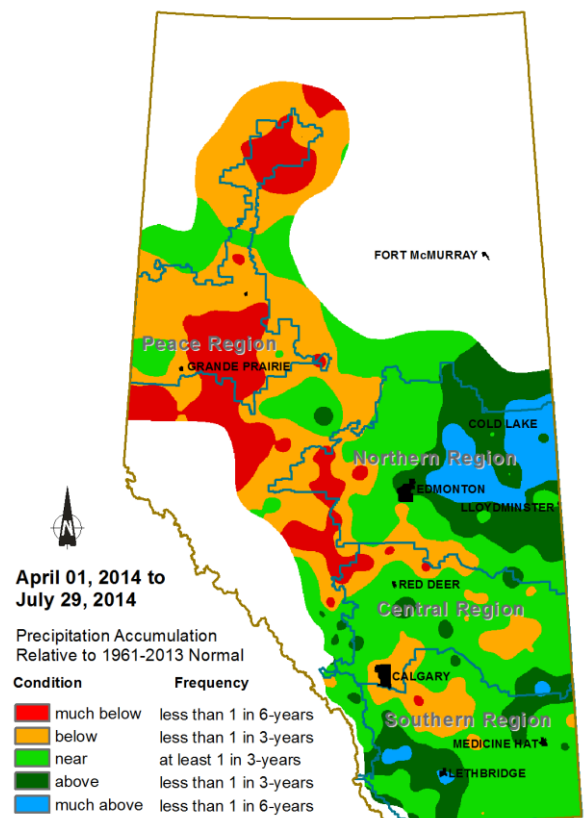 FORT McMURRAY
Peace Region
GRANDE PRAIRIE
COLD LAKE
Northern Region
EDMONTON
LLOYDMINSTER
N
April 01, 2014 to
July 29, 2014
RED DEER
Central Region
Precipitation Accumulation
Relative to 1961-2013 Normal
CALGARY
Condition Frequency
Southern Region
much below less than 1 in 6-years
below less than 1 in 3-years
MEDICINE HAT
near at least 1 in 3-years
LETHBRIDGE
above less than 1 in 3-years
much above less than 1 in 6-years